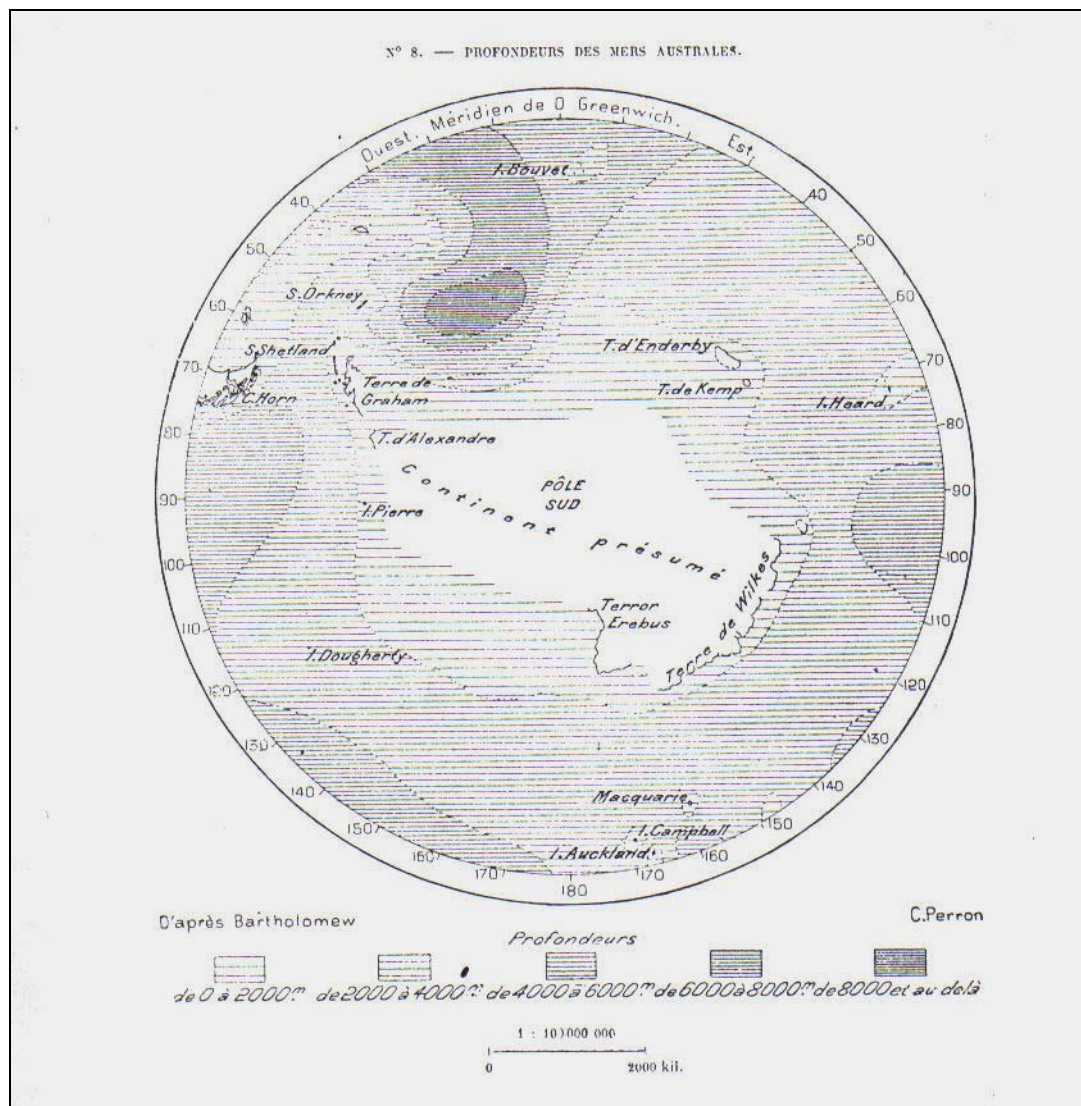 N° 8. — PROFONDEURS DES MERS AUSTRALES.
Ouest. Méridien de 0 Greenwich. Est.
I. Bouvet
40
40
50
50
S. Orkney
60
60
T. d'Enderby
S. Shetland
70
70
Terre de
Graham
T. de Kemp
C. Horn
I. Heard
80
80
T. d'Alexandre
PÔLE
SUD
90
90
I. Pierre
Continent présumé
100
100
Terre de Wilkes
Terror
Erebus
110
110
I. Dougherty
120
120
130
130
140
140
Macquarie
150
150
I. Campbell
I. Auckland
160
160
170
170
180
D'après Bartholomew
C. Perron
Profondeurs
de 0 à 2000m de 2000 à 4000m de 4000 à 6000m de 6000 à 8000m de 8000 et au delà
0
2000 kil.